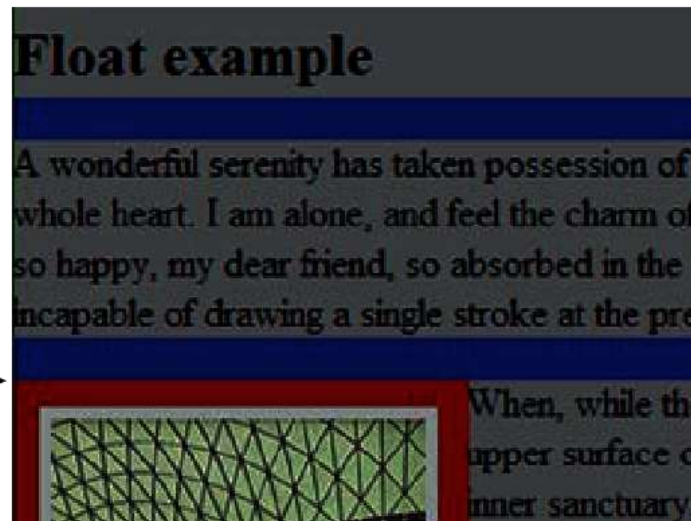 Float example
A wonderful serenity has taken possession of
whole heart. I am alone, and feel the charm of
so happy, my dear friend, so absorbed in the
incapable of drawing a single stroke at the pre
When, while th
upper surface o
inner sanctuary